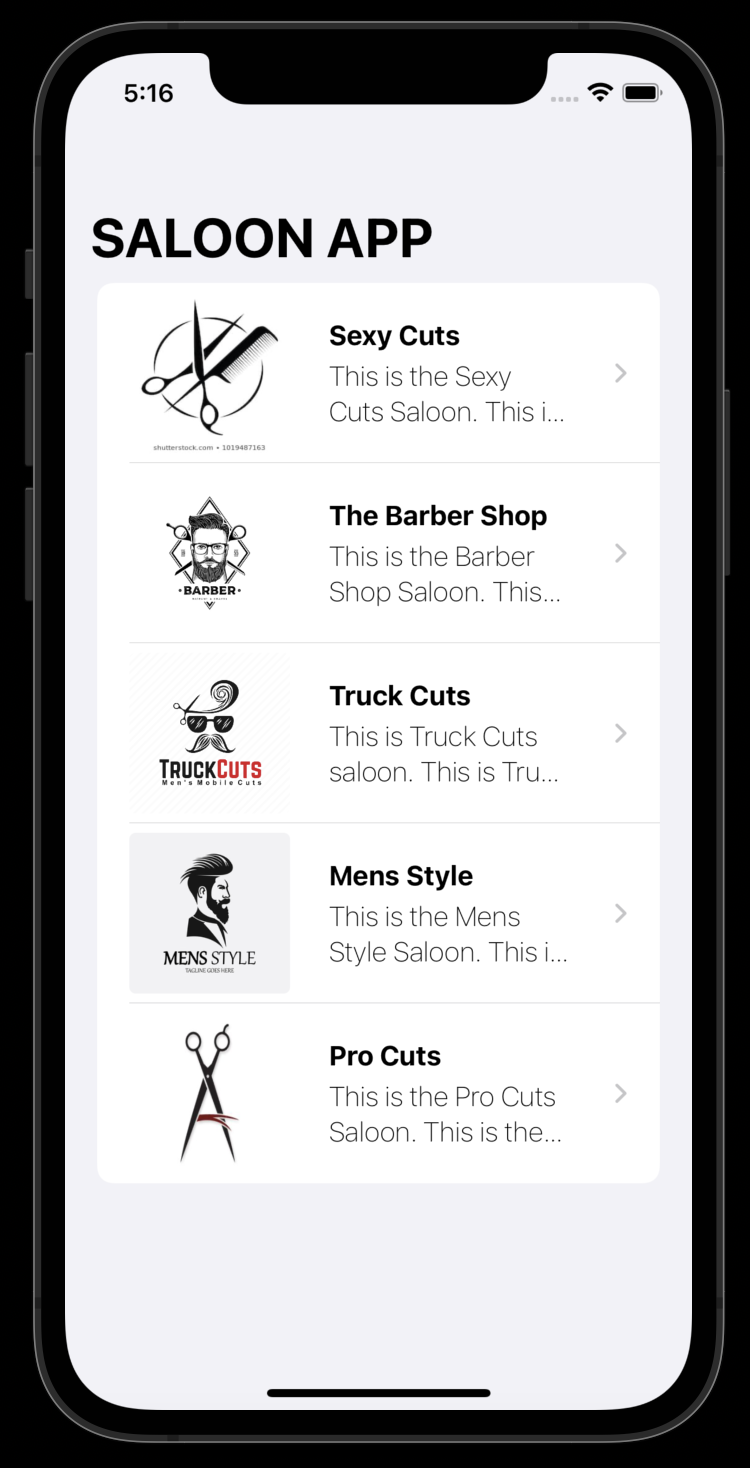 5:16
SALOON APP
Sexy Cuts
This is the Sexy
Cuts Saloon. This i...
shutterstock.com • 1019487163
The Barber Shop
This is the Barber
Shop Saloon. This...
•BARBER•
Truck Cuts
This is Truck Cuts
saloon. This is Tru...
TRUCKCUTS
Men's Mobile Cuts
Mens Style
This is the Mens
Style Saloon. This i...
MENS STYLE
TAGLINE GOES HERE
Pro Cuts
This is the Pro Cuts
Saloon. This is the...